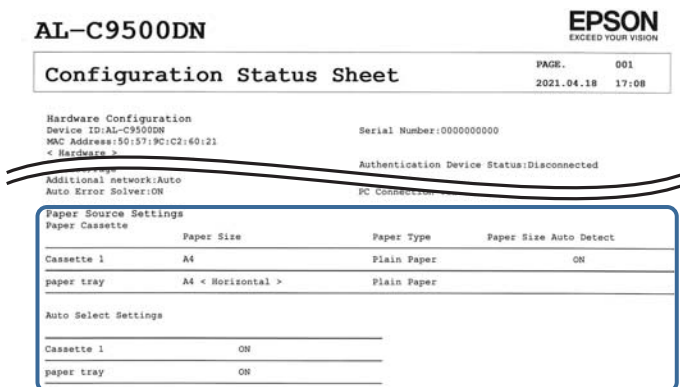 AL-C9500DN
EPSON
EXCEED YOUR VISION
Configuration Status Sheet
PAGE. 001
2021.04.18 17:08
Hardware Configuration
Device ID:AL-C9500DN
Serial Number:0000000000
MAC Address:50:57:9C:C2:60:21
< Hardware >
Authentication Device Status:Disconnected
Additional network:Auto
Auto Error Solver:ON
PC Connection
Paper Source Settings
Paper Cassette
Paper Size Paper Type Paper Size Auto Detect
Cassette 1 A4 Plain Paper ON
paper tray A4 < Horizontal > Plain Paper
Auto Select Settings
Cassette 1 ON
paper tray ON